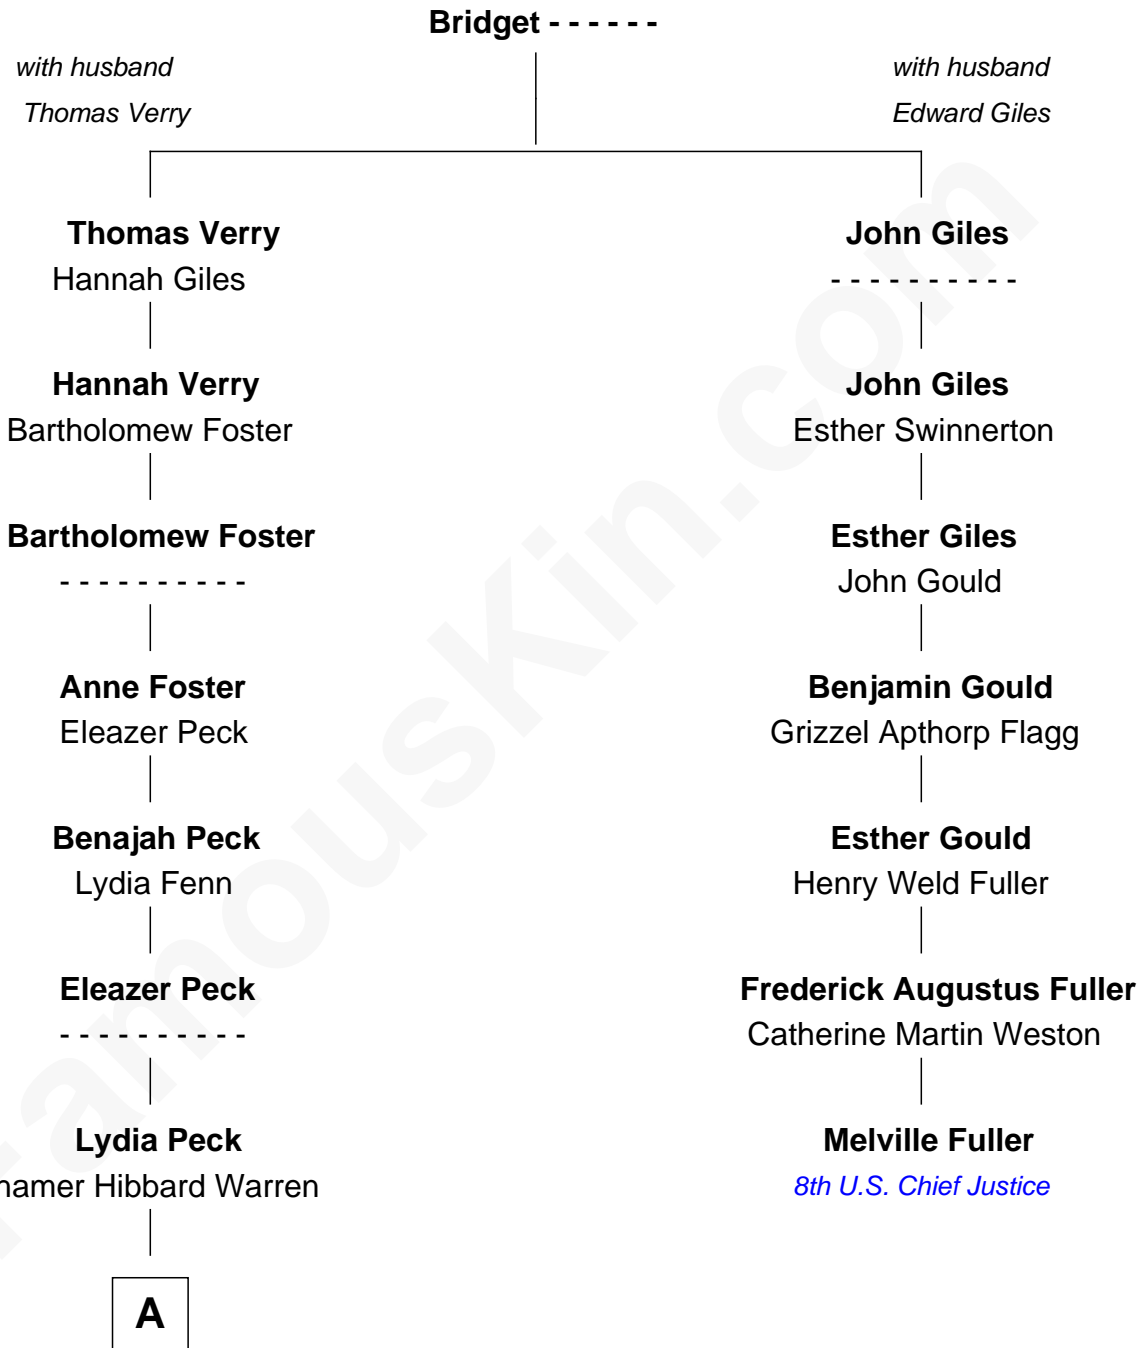 Bridget - - - - - -
with husband
Thomas Verry
with husband
Edward Giles
Thomas Verry
Hannah Giles
John Giles
- - - - - - - - - -
Hannah Verry
Bartholomew Foster
John Giles
Esther Swinnerton
Bartholomew Foster
- - - - - - - - - -
Esther Giles
John Gould
Anne Foster
Eleazer Peck
Benjamin Gould
Grizzel Apthorp Flagg
Benajah Peck
Lydia Fenn
Esther Gould
Henry Weld Fuller
Eleazer Peck
- - - - - - - - - -
Frederick Augustus Fuller
Catherine Martin Weston
Lydia Peck
Hibbard Warren
Melville Fuller
8th U.S. Chief Justice
A
FamousKin.com